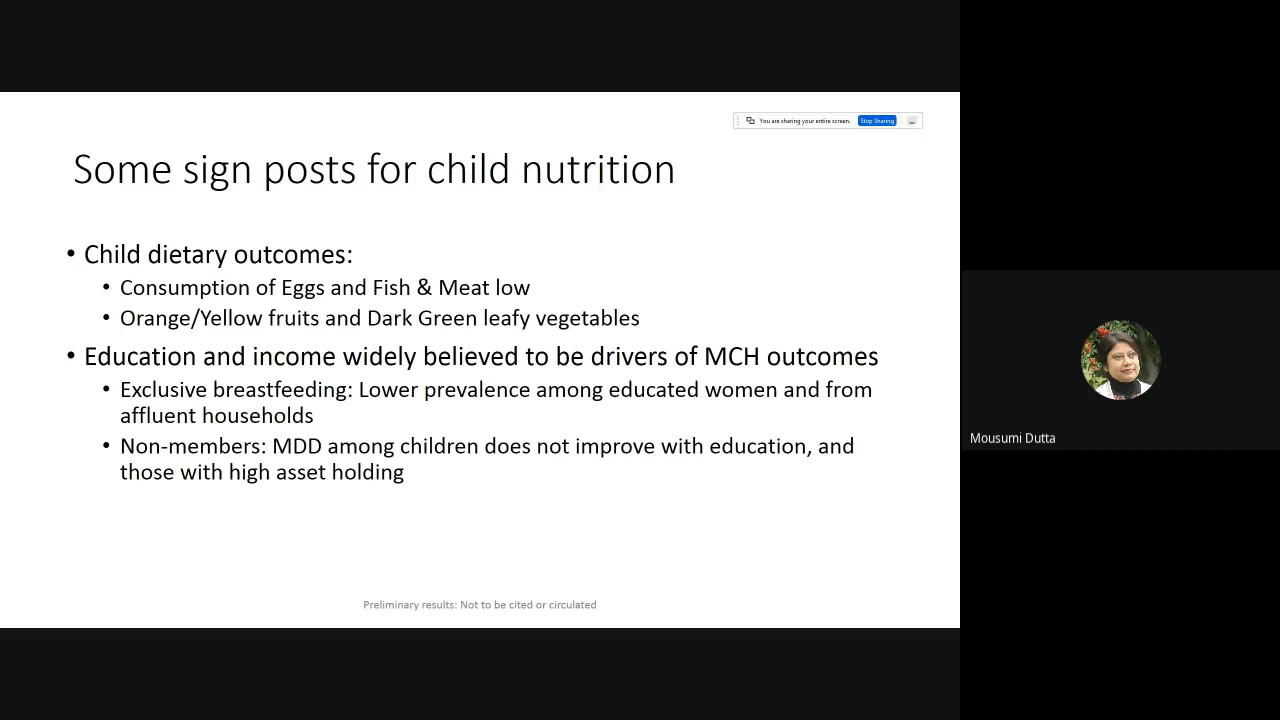 You are sharing your entire screen. Stop Sharing
Some sign posts for child nutrition
• Child dietary outcomes:
• Consumption of Eggs and Fish & Meat low
• Orange/Yellow fruits and Dark Green leafy vegetables
• Education and income widely believed to be drivers of MCH outcomes
• Exclusive breastfeeding: Lower prevalence among educated women and from
affluent households
• Non-members: MDD among children does not improve with education, and
those with high asset holding
Preliminary results: Not to be cited or circulated
Mousumi Dutta